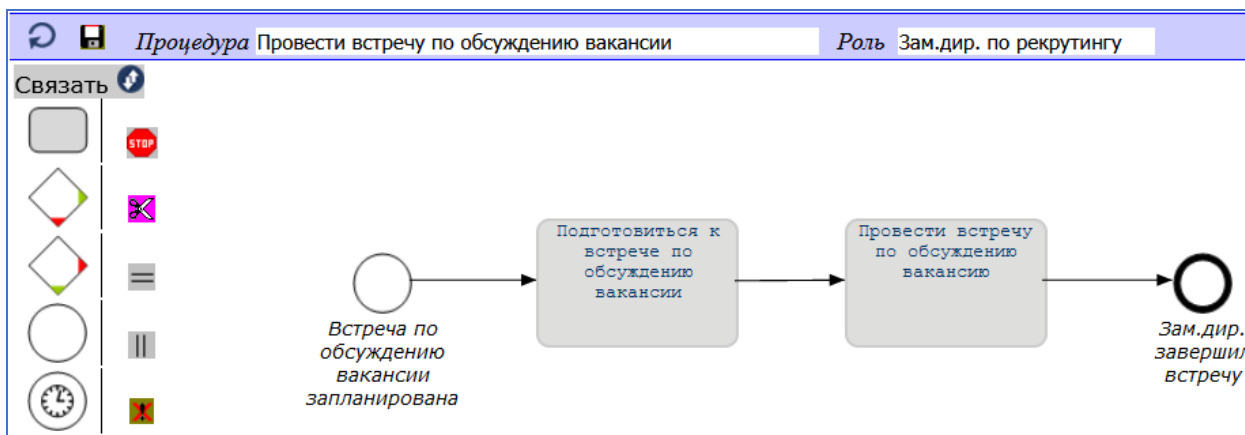 Процедура Провести встречу по обсуждению вакансии Роль Зам.дир. по рекрутингу
Связать
STOP
Подготовиться к
встрече по
обсуждению
вакансии
Провести встречу
по обсуждению
вакансию
Встреча по
обсуждению
вакансии
запланирована
Зам.дир.
завершил
встречу